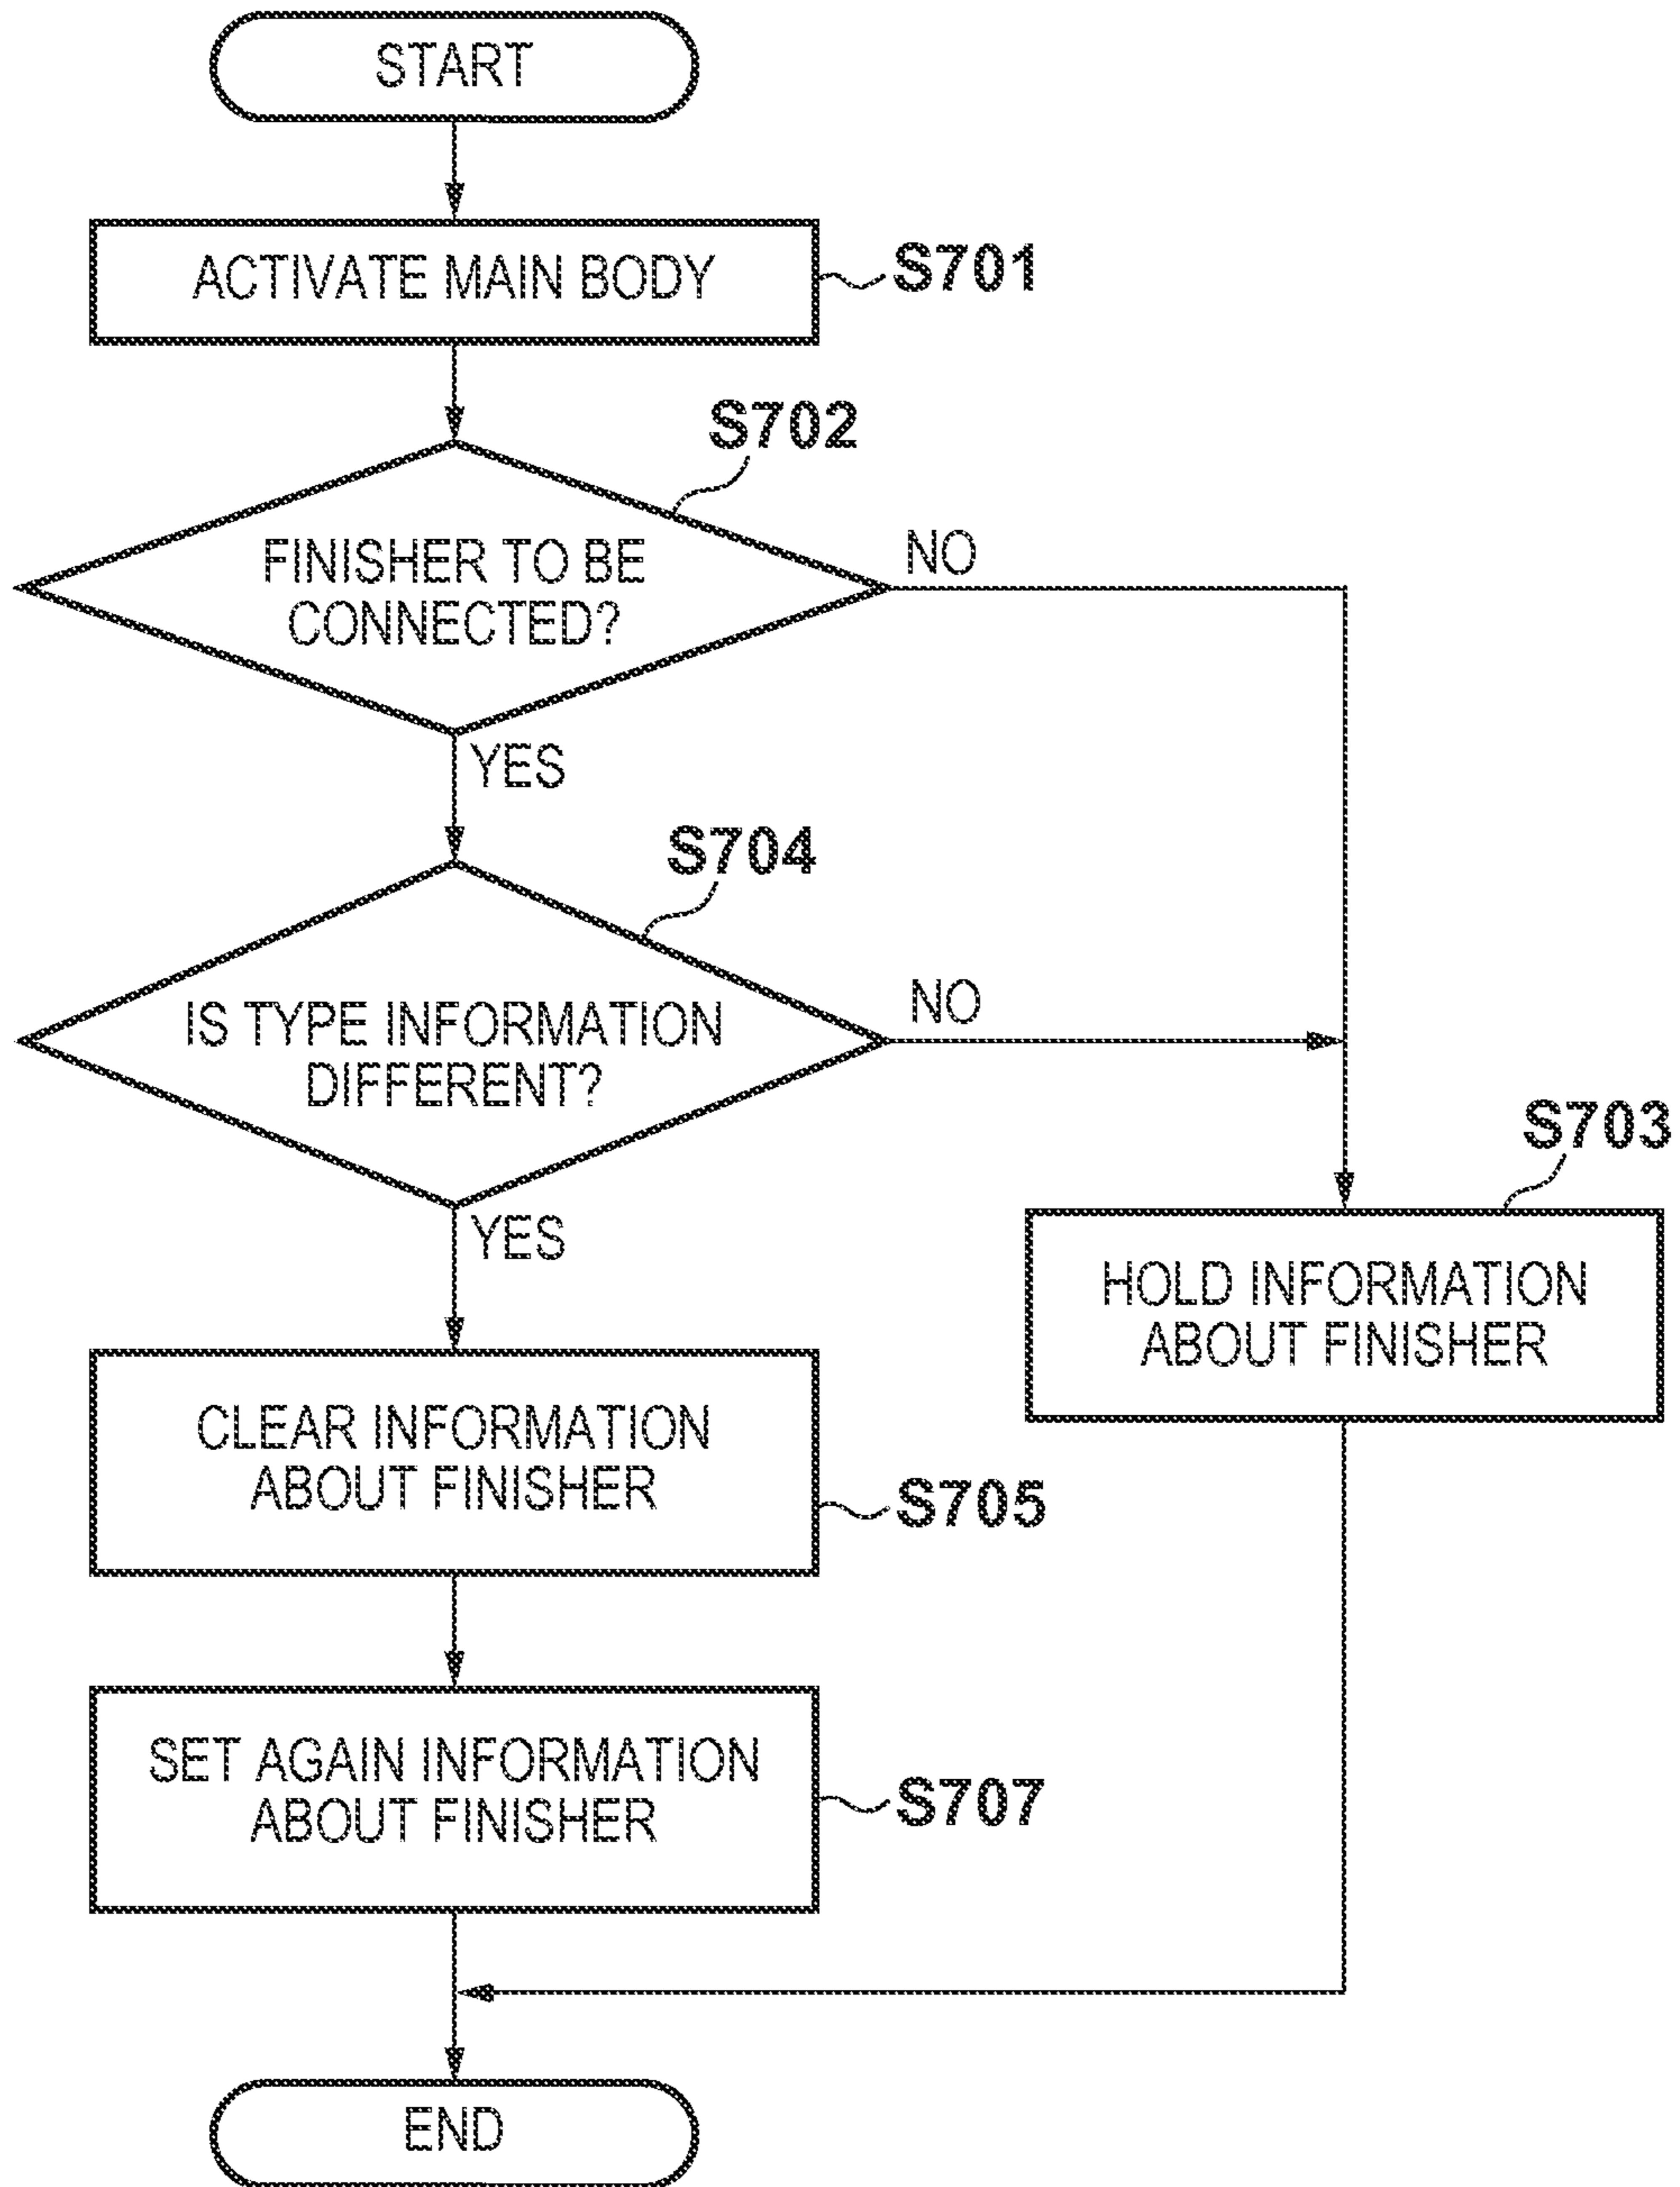 START
ACTIVATE MAIN BODY
S701
S702
FINISHER TO BE
CONNECTED?
NO
YES
S704
IS TYPE INFORMATION
DIFFERENT?
NO
YES
S703
HOLD INFORMATION
ABOUT FINISHER
CLEAR INFORMATION
ABOUT FINISHER
S705
SET AGAIN INFORMATION
ABOUT FINISHER
S707
END